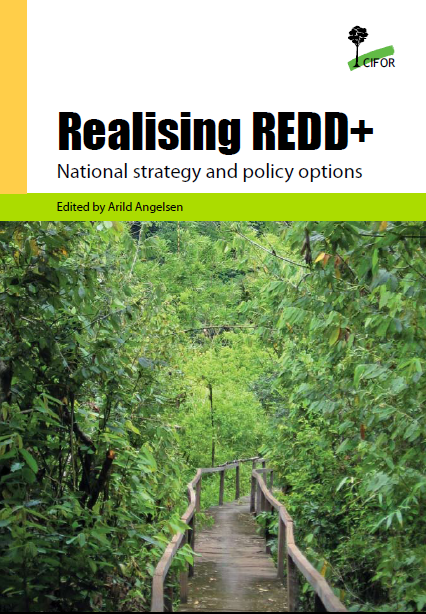 CIFOR
Realising REDD+
National strategy and policy options
Edited by Arild Angelsen